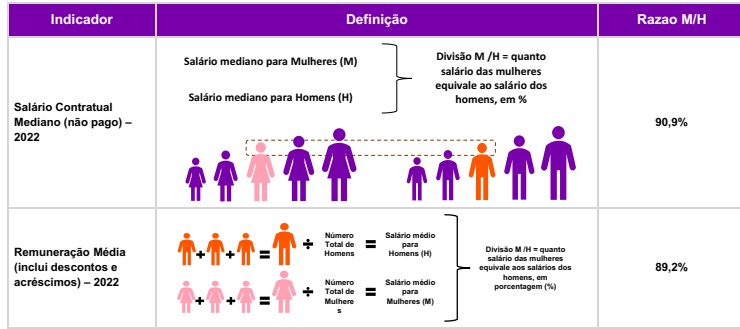 Indicador
Definição
Razao M/H
Salário Contratual
Mediano (não pago) –
2022
Salário mediano para Mulheres (M)
Salário mediano para Homens (H)
Divisão M /H = quanto
salário das mulheres
equivale ao salário dos
homens, em %
90,9%
Remuneração Média
(inclui descontos e
acréscimos) – 2022
+ + = ÷
Número
Total de
Homens
=
Salário médio
para
Homens (H)
+ + = ÷
Número
Total de
Mulhere
s
=
Salário médio
para
Mulheres (M)
Divisão M/H = quanto
salário das mulheres
equivale aos salários dos
homens, em
porcentagem (%)
89,2%